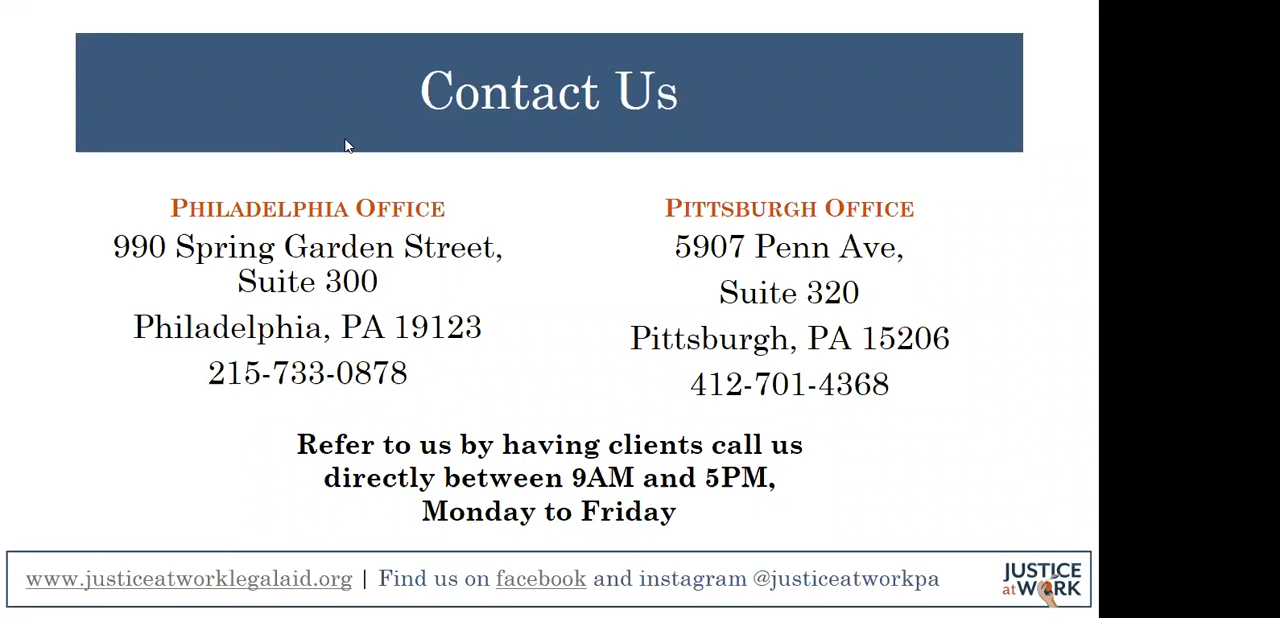 Contact Us
PHILADELPHIA OFFICE
990 Spring Garden Street,
Suite 300
Philadelphia, PA 19123
215-733-0878
PITTSBURGH OFFICE
5907 Penn Ave,
Suite 320
Pittsburgh, PA 15206
412-701-4368
Refer to us by having clients call us
directly between 9AM and 5PM,
Monday to Friday
www.justiceatworklegalaid.org | Find us on facebook and instagram @justiceatworkpa
JUSTICE
at WORK